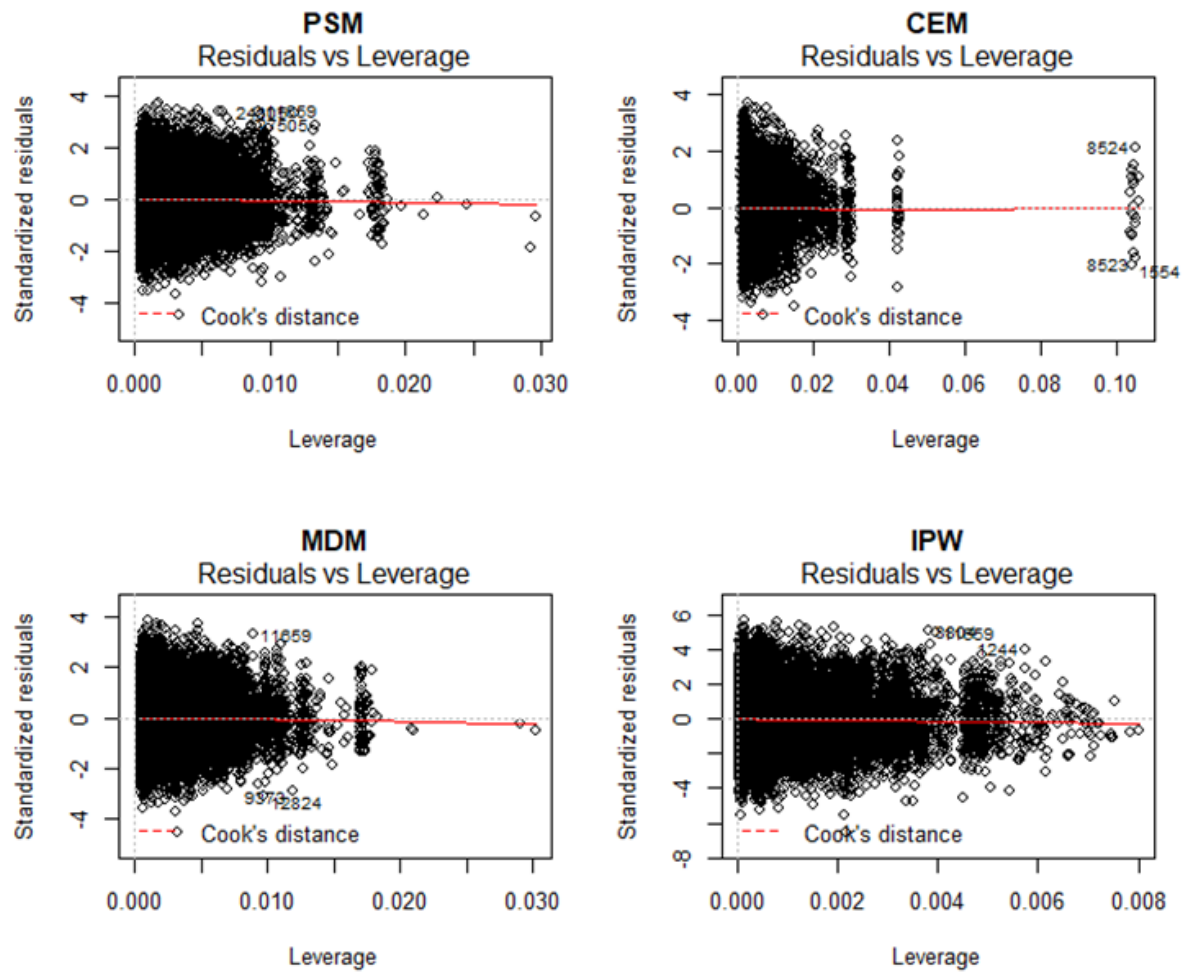 PSM
Residuals vs Leverage
Standardized residuals
4
2
0
-2
-4
Cook's distance
0.000
0.010
0.020
0.030
Leverage
CEM
Residuals vs Leverage
Standardized residuals
4
2
0
-2
-4
8524
8523
1554
Cook's distance
0.00
0.02
0.04
0.06
0.08
0.10
Leverage
MDM
Residuals vs Leverage
Standardized residuals
4
2
0
-2
-4
11659
12824
Cook's distance
0.000
0.010
0.020
0.030
Leverage
IPW
Residuals vs Leverage
Standardized residuals
6
4
2
0
-4
-8
1244
Cook's distance
0.000
0.002
0.004
0.006
0.008
Leverage